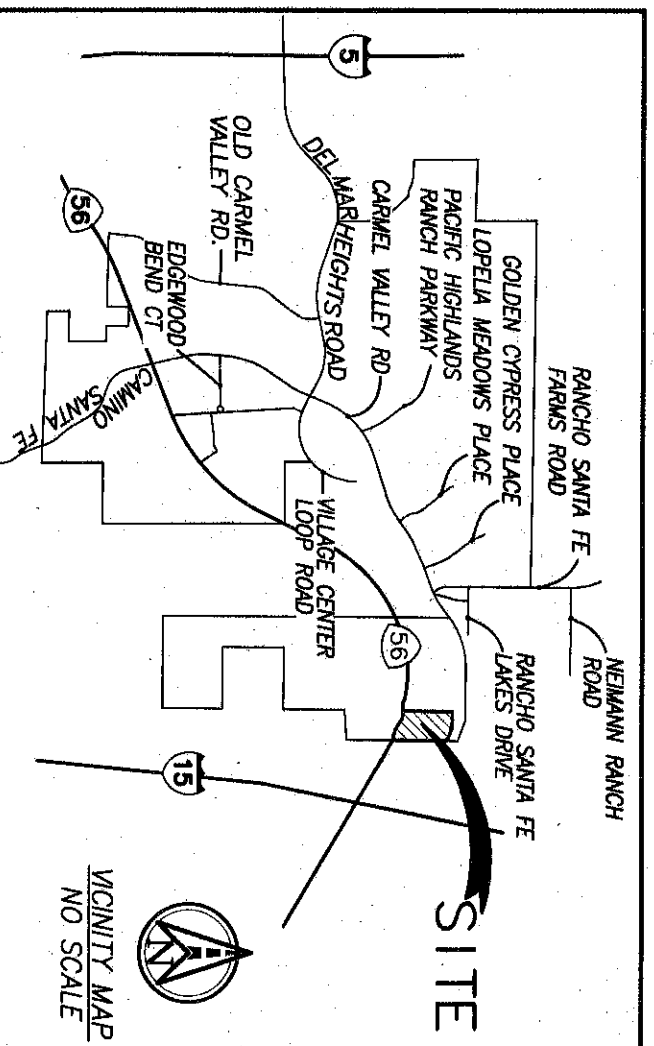 5
DEL MAR HEIGHTS ROAD
OLD CARMEL
VALLEY RD.
56
EDGEWOOD
BEND CT
CAMINO
SANTA FE
CARMEL VALLEY RD
PACIFIC HIGHLANDS
RANCH PARKWAY
LOPELIA MEADOWS PLACE
GOLDEN CYPRESS PLACE
RANCHO SANTA FE
FARMS ROAD
NEIMANN RANCH
ROAD
RANCHO SANTA FE
LAKES DRIVE
VILLAGE CENTER
LOOP ROAD
56
SITE
15
N
VICINITY MAP
NO SCALE